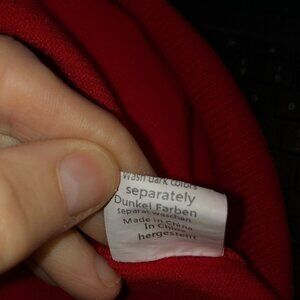 Wash dark colors
separately
Dunkel Farben
separat waschen
Made in China
In China
hergestellt